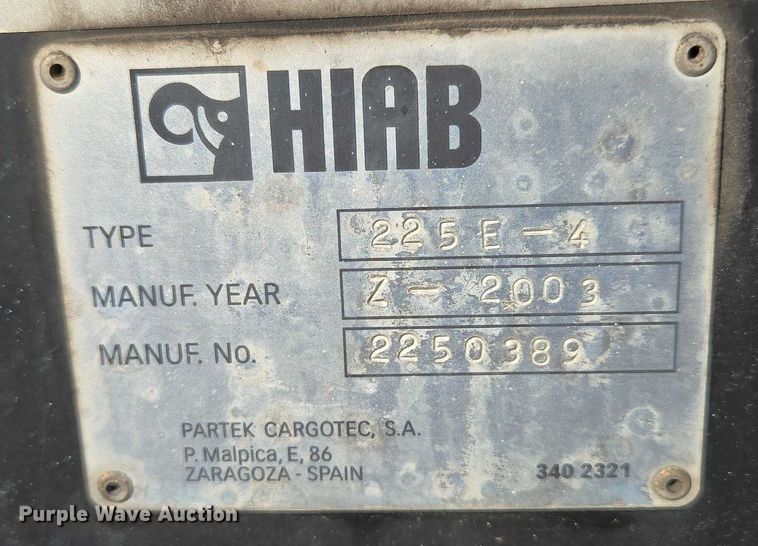 HIAB
TYPE 225E-4
MANUF. YEAR Z-2003
MANUF. No. 2250389
PARTEK CARGOTEC, S.A.
P. Malpica, E, 86
ZARAGOZA - SPAIN 340 2321
Purple Wave Auction